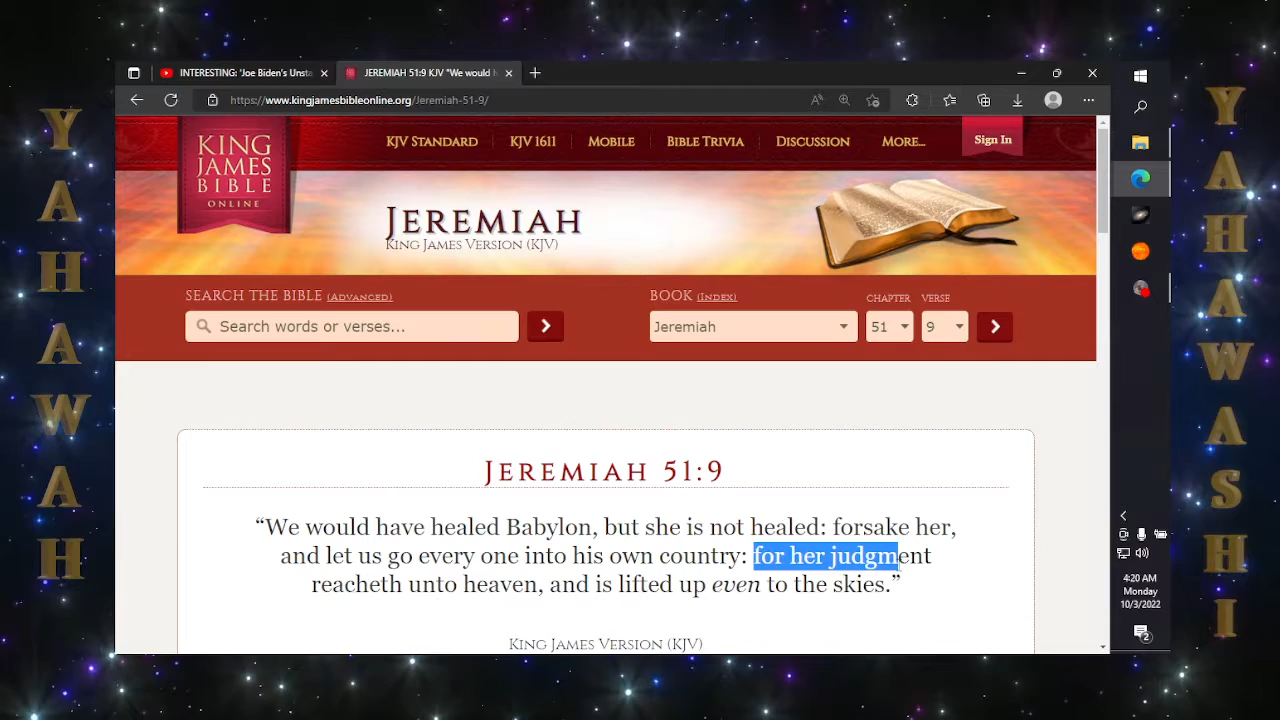 INTERESTING: 'Joe Biden's Unsta
JEREMIAH 51:9 KJV "We would h
https://www.kingjamesbibleonline.org/Jeremiah-51-9/
KING
JAMES
BIBLE
ONLINE
KJV STANDARD
KJV 1611
MOBILE
BIBLE TRIVIA
DISCUSSION
MORE...
Sign In
JEREMIAH
KING JAMES VERSION (KJV)
SEARCH THE BIBLE (ADVANCED)
Search words or verses...
BOOK (INDEX)
CHAPTER
VERSE
Jeremiah
51
9
JEREMIAH 51:9
“We would have healed Babylon, but she is not healed: forsake her,
and let us go every one into his own country: for her judgment
reacheth unto heaven, and is lifted up even to the skies.”
KING JAMES VERSION (KJV)
4:20 AM
Monday
10/3/2022
2
YAHAWAH
YAHAWASHI